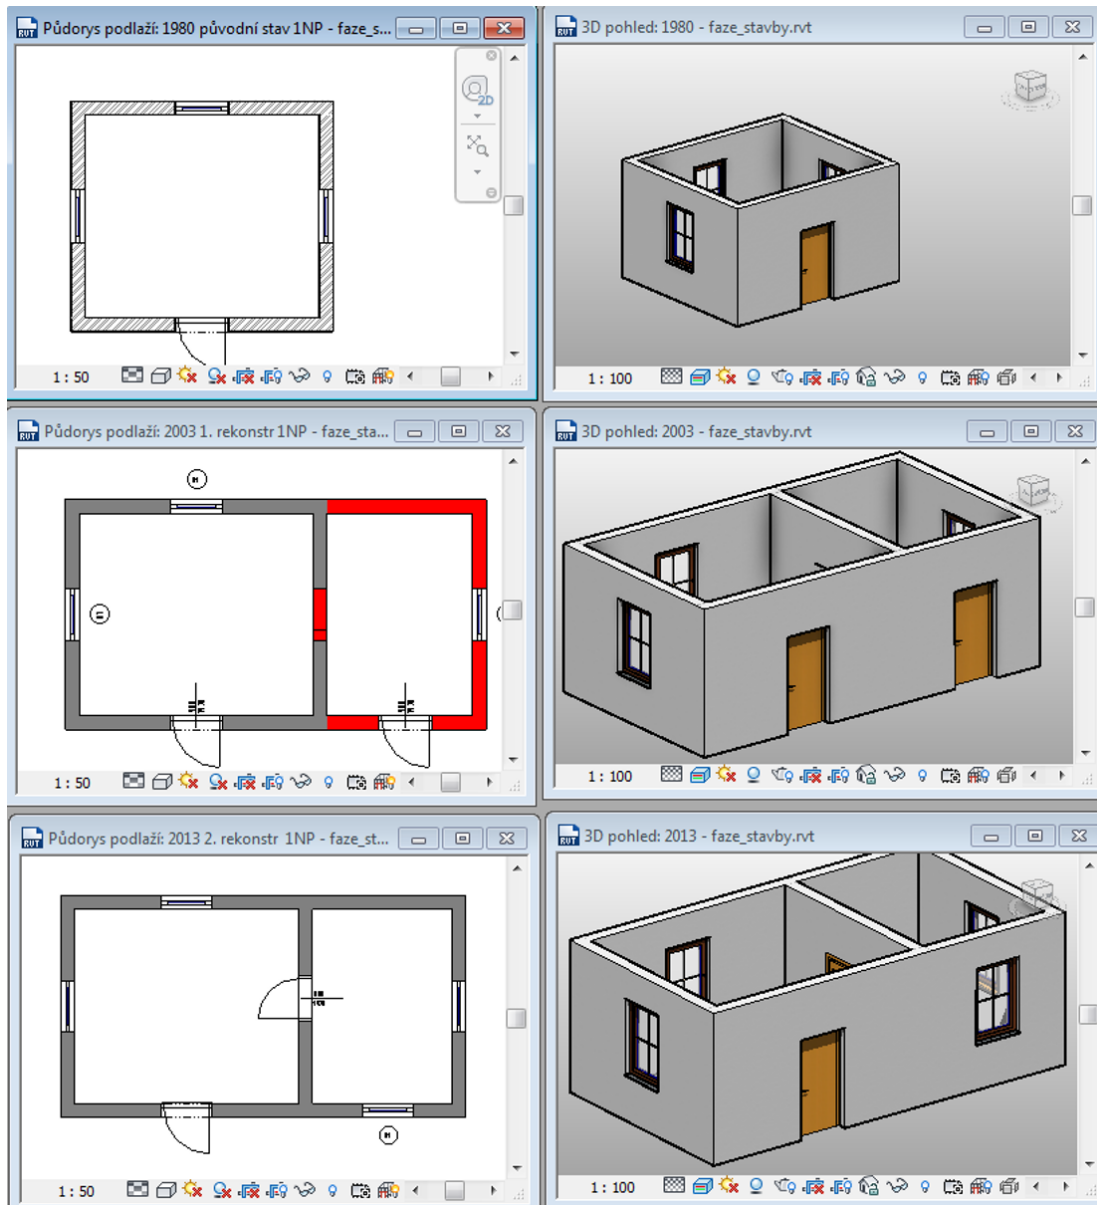 Půdorys podlaží: 1980 původní stav 1NP - faze_s...
3D pohled: 1980 - faze_stavby.rvt
2D
1 : 50
1 : 100
Půdorys podlaží: 2003 1. rekonstr 1NP - faze_sta...
3D pohled: 2003 - faze_stavby.rvt
1 : 50
1 : 100
Půdorys podlaží: 2013 2. rekonstr 1NP - faze_st...
3D pohled: 2013 - faze_stavby.rvt
1 : 50
1 : 100